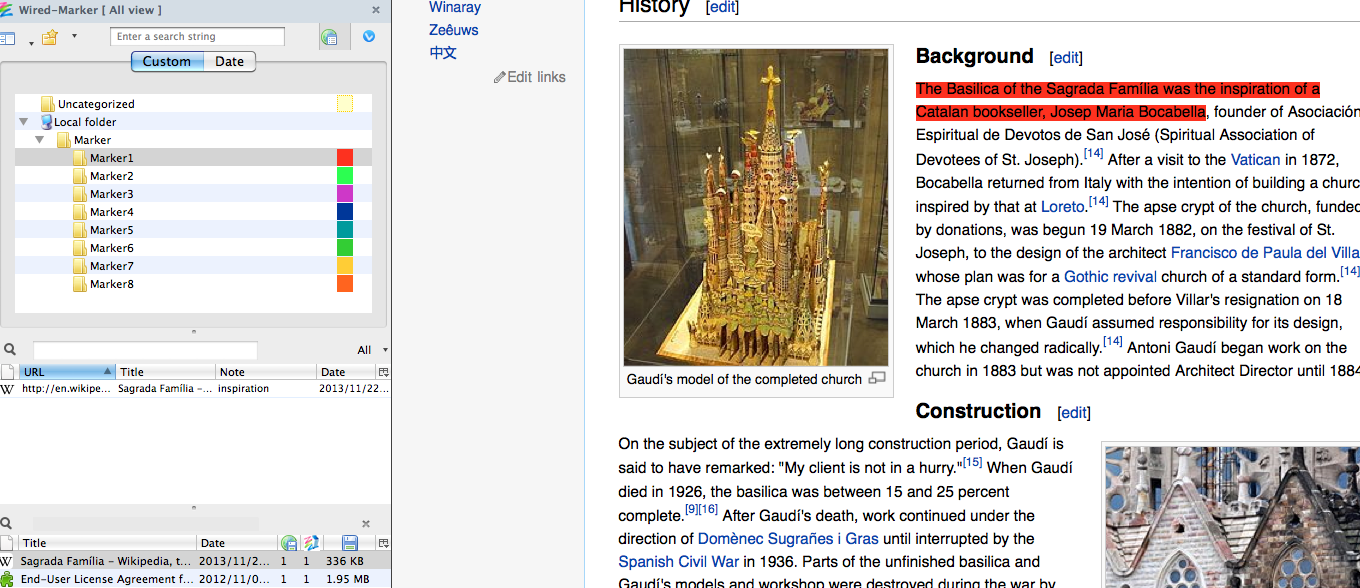 Wired-Marker [ All view ]
Enter a search string
Custom Date
Uncategorized
Local folder
Marker
Marker1
Marker2
Marker3
Marker4
Marker5
Marker6
Marker7
Marker8
All
URL Title Note Date
http://en.wikipe... Sagrada Família –... inspiration 2013/11/22...
Title Date
Sagrada Família – Wikipedia, t... 2013/11/2... 1 1 336 KB
End-User License Agreement f... 2012/11/0... 1 1 1.95 MB
Winaray
Zeêuws
中文
Edit links
History [edit]
Gaudí's model of the completed church
Background [edit]
The Basilica of the Sagrada Família was the inspiration of a
Catalan bookseller, Josep Maria Bocabella, founder of Asociación
Espiritual de Devotos de San José (Spiritual Association of
Devotees of St. Joseph).[14] After a visit to the Vatican in 1872,
Bocabella returned from Italy with the intention of building a churc
inspired by that at Loreto.[14] The apse crypt of the church, funded
by donations, was begun 19 March 1882, on the festival of St.
Joseph, to the design of the architect Francisco de Paula del Villa
whose plan was for a Gothic revival church of a standard form.[14]
The apse crypt was completed before Villar's resignation on 18
March 1883, when Gaudí assumed responsibility for its design,
which he changed radically.[14] Antoni Gaudí began work on the
church in 1883 but was not appointed Architect Director until 1884
Construction [edit]
On the subject of the extremely long construction period, Gaudí is
said to have remarked: "My client is not in a hurry."[15] When Gaudí
died in 1926, the basilica was between 15 and 25 percent
complete.[9][16] After Gaudí's death, work continued under the
direction of Domènec Sugrañes i Gras until interrupted by the
Spanish Civil War in 1936. Parts of the unfinished basilica and
Gaudí's models and workshop were destroyed during the war by